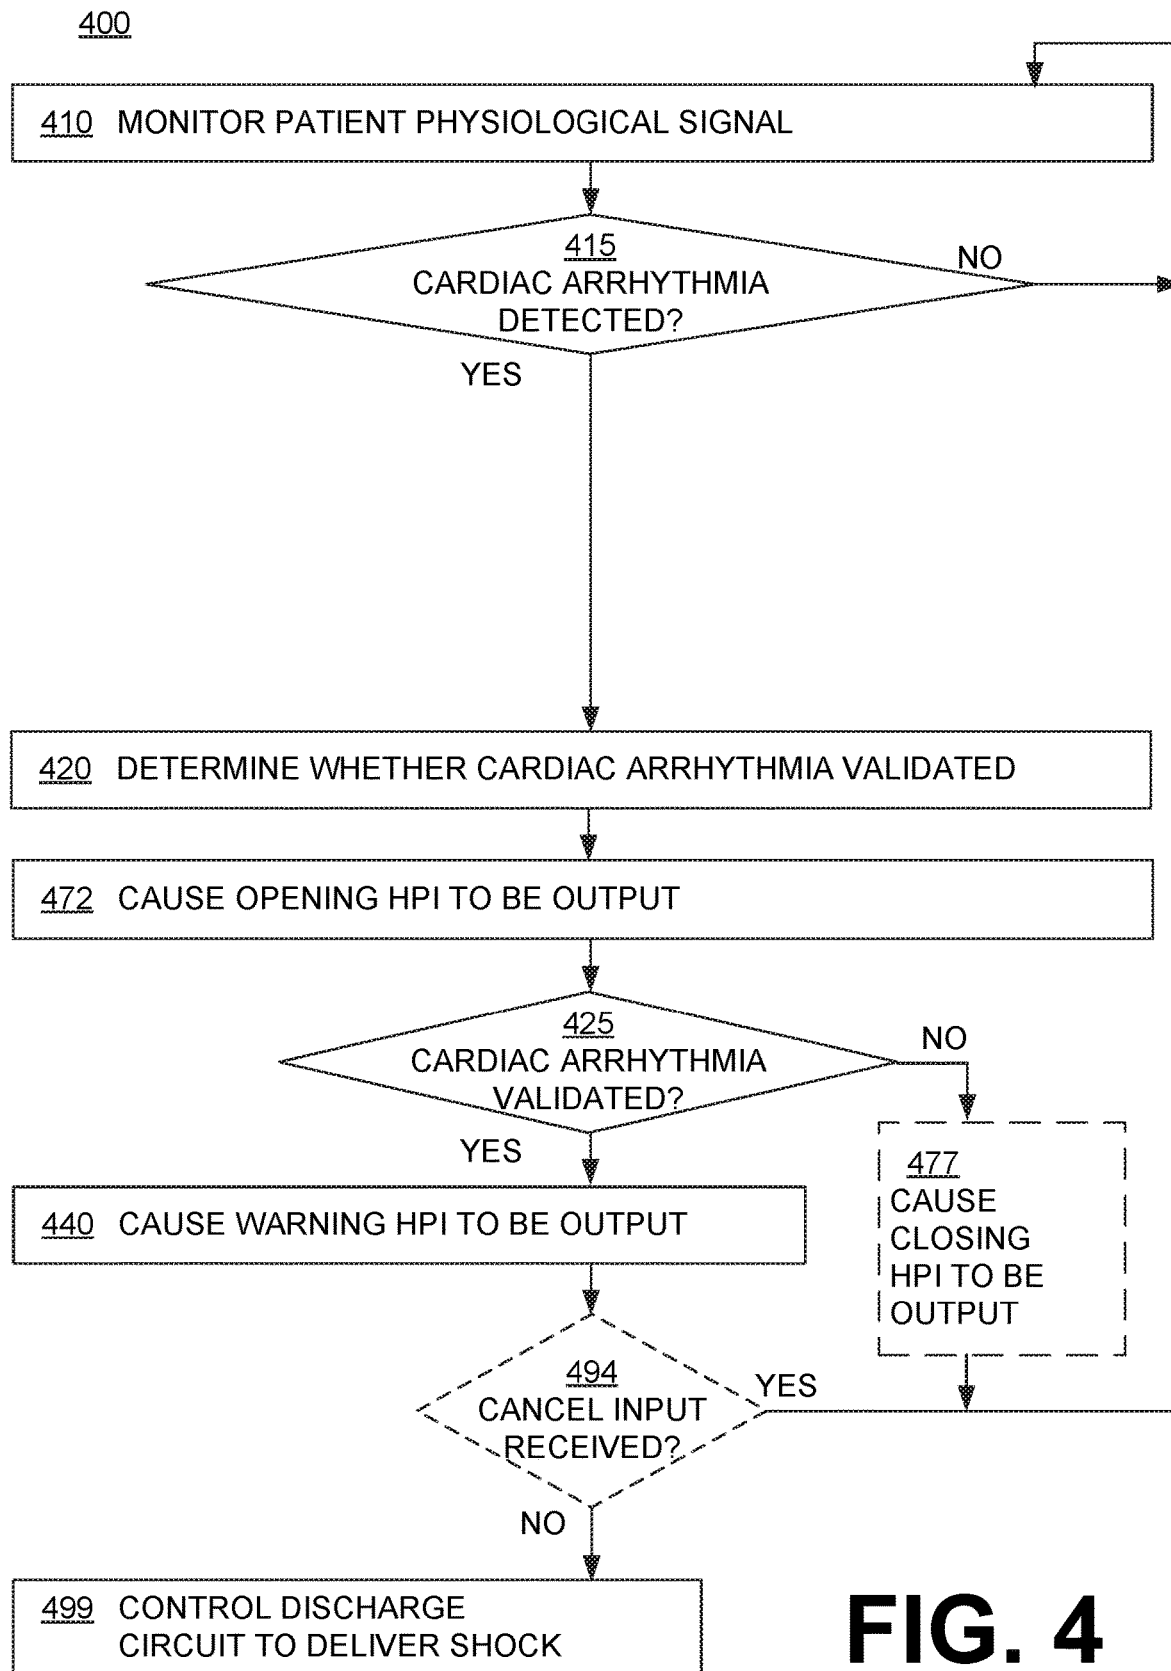 400
410 MONITOR PATIENT PHYSIOLOGICAL SIGNAL
415
CARDIAC ARRHYTHMIA
DETECTED?
NO
YES
420 DETERMINE WHETHER CARDIAC ARRHYTHMIA VALIDATED
472 CAUSE OPENING HPI TO BE OUTPUT
425
CARDIAC ARRHYTHMIA
VALIDATED?
NO
YES
477
CAUSE
CLOSING
HPI TO BE
OUTPUT
440 CAUSE WARNING HPI TO BE OUTPUT
494
CANCEL INPUT
RECEIVED?
YES
NO
499 CONTROL DISCHARGE
CIRCUIT TO DELIVER SHOCK
FIG. 4